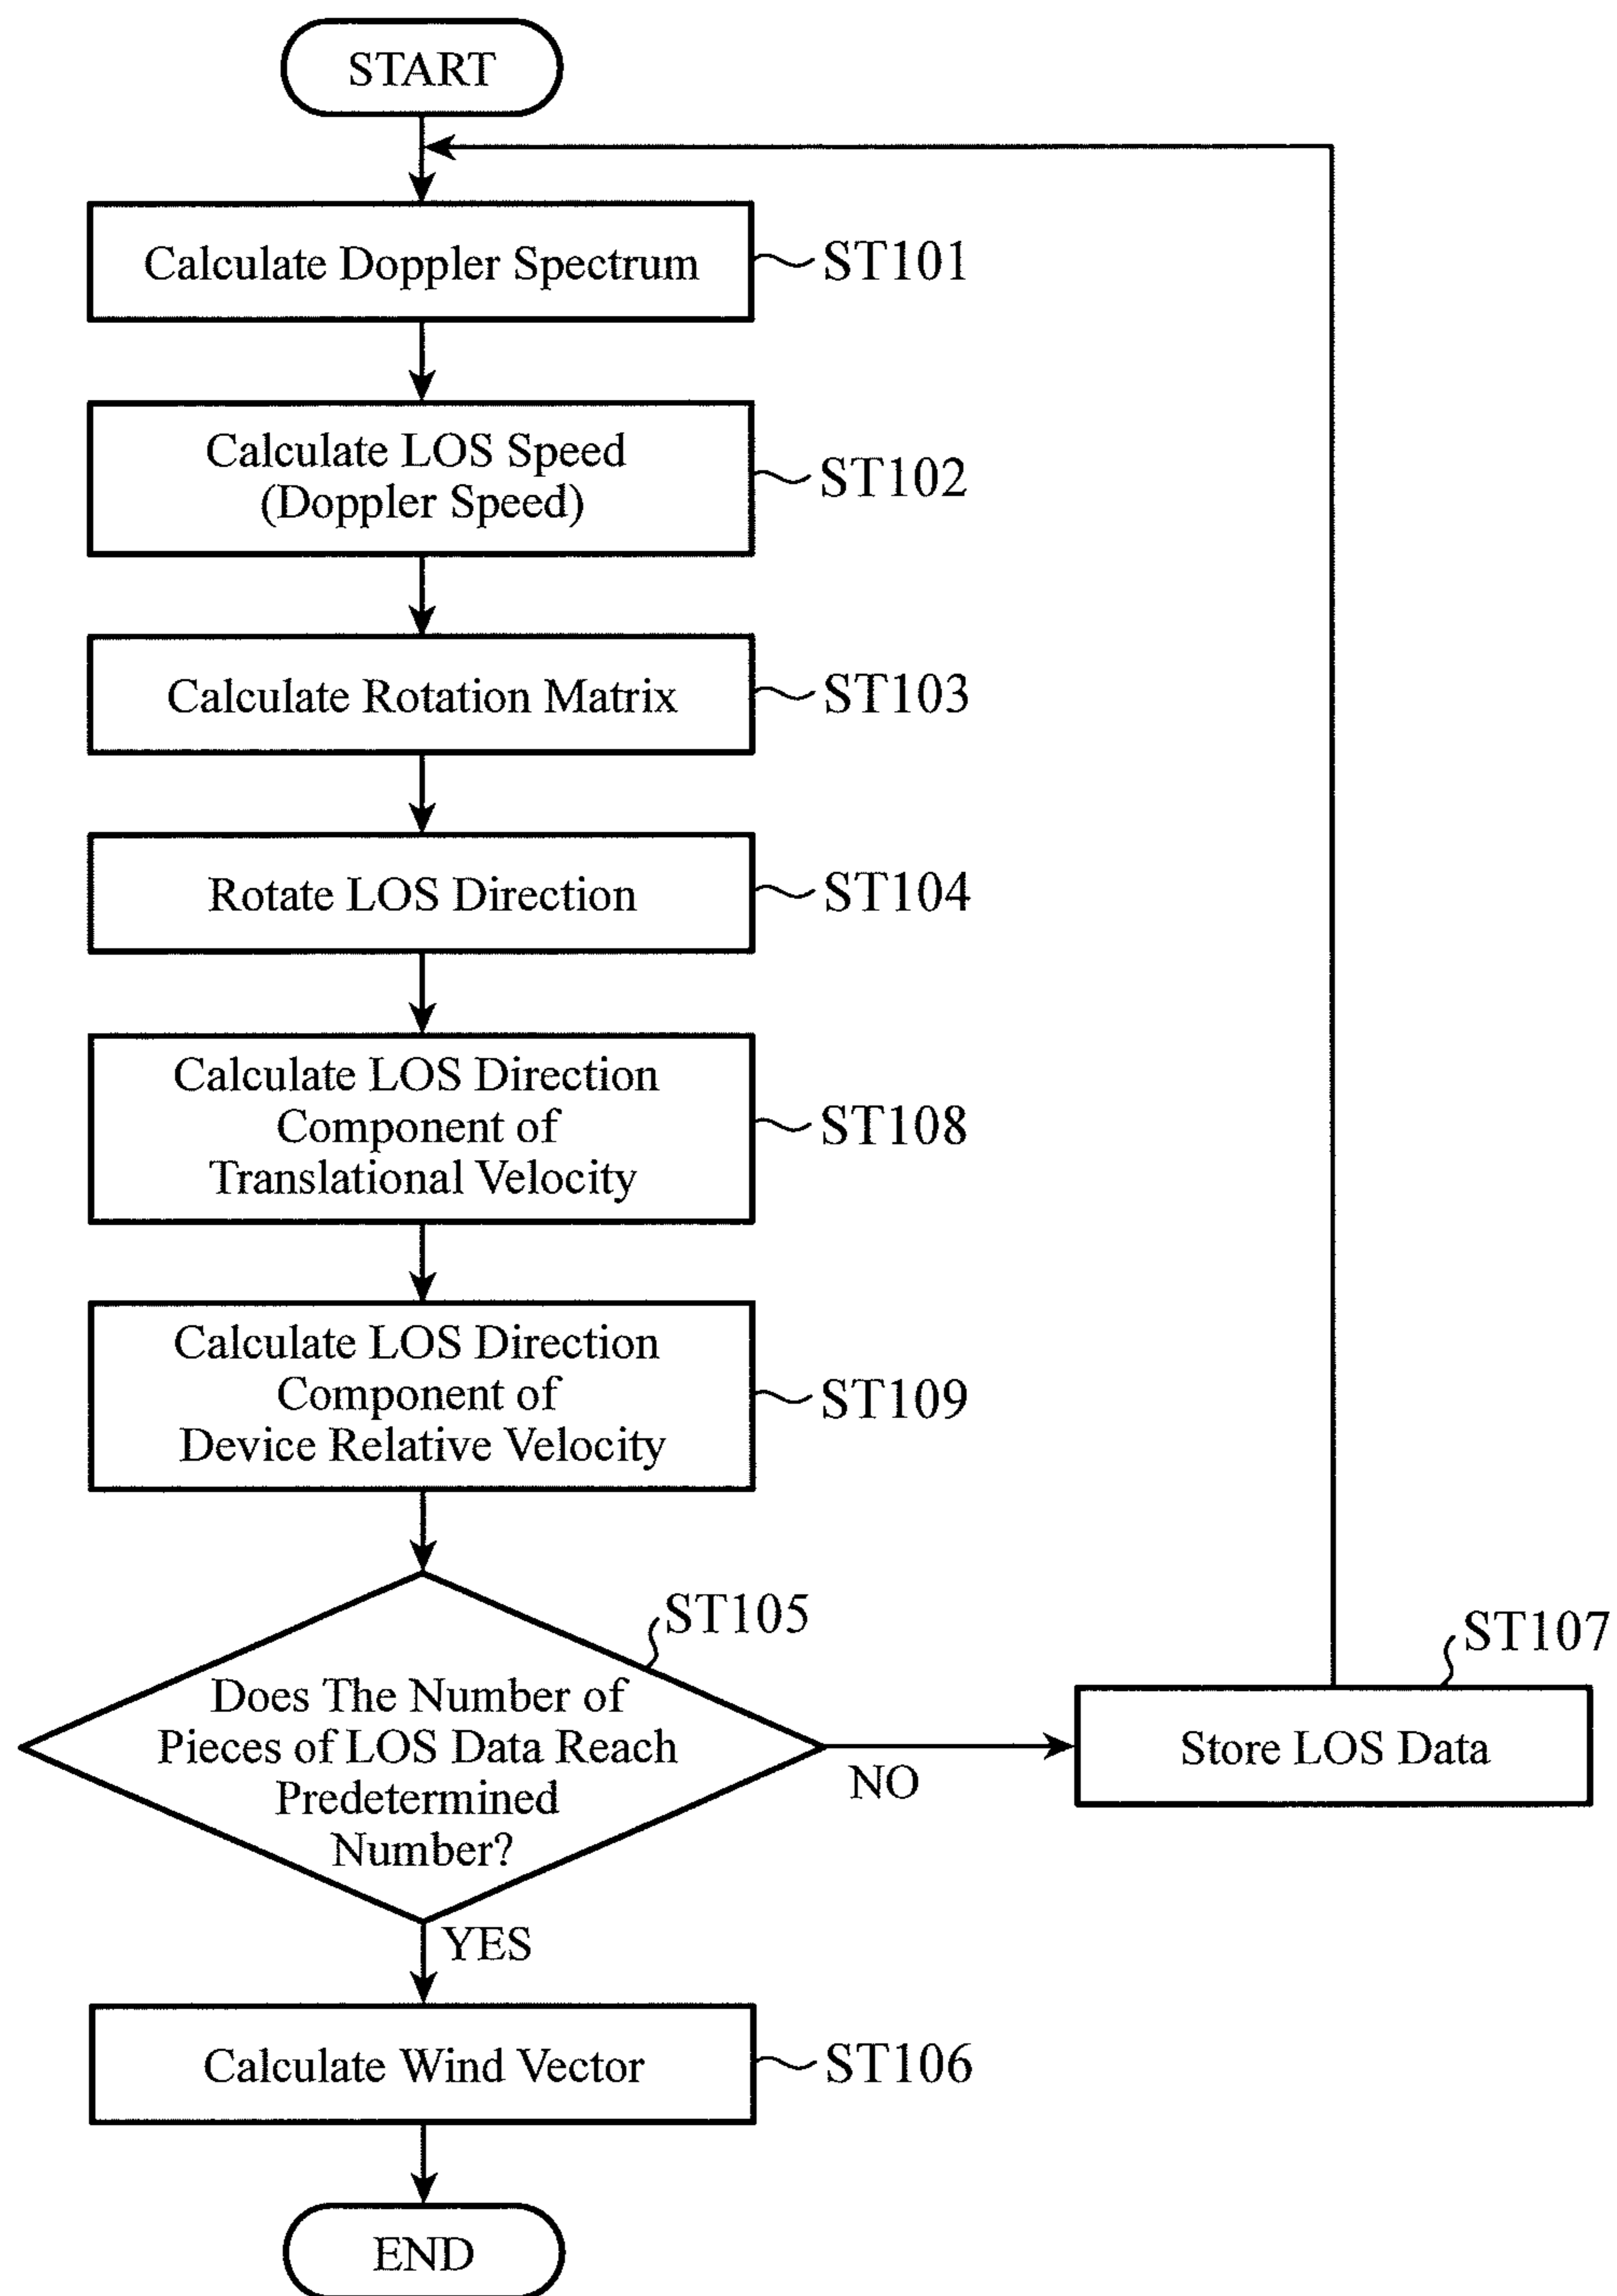 START
Calculate Doppler Spectrum
ST101
Calculate LOS Speed
(Doppler Speed)
ST102
Calculate Rotation Matrix
ST103
Rotate LOS Direction
ST104
Calculate LOS Direction
Component of
Translational Velocity
ST108
Calculate LOS Direction
Component of
Device Relative Velocity
ST109
ST105
Does The Number of
Pieces of LOS Data Reach
Predetermined
Number?
NO
ST107
Store LOS Data
YES
Calculate Wind Vector
ST106
END